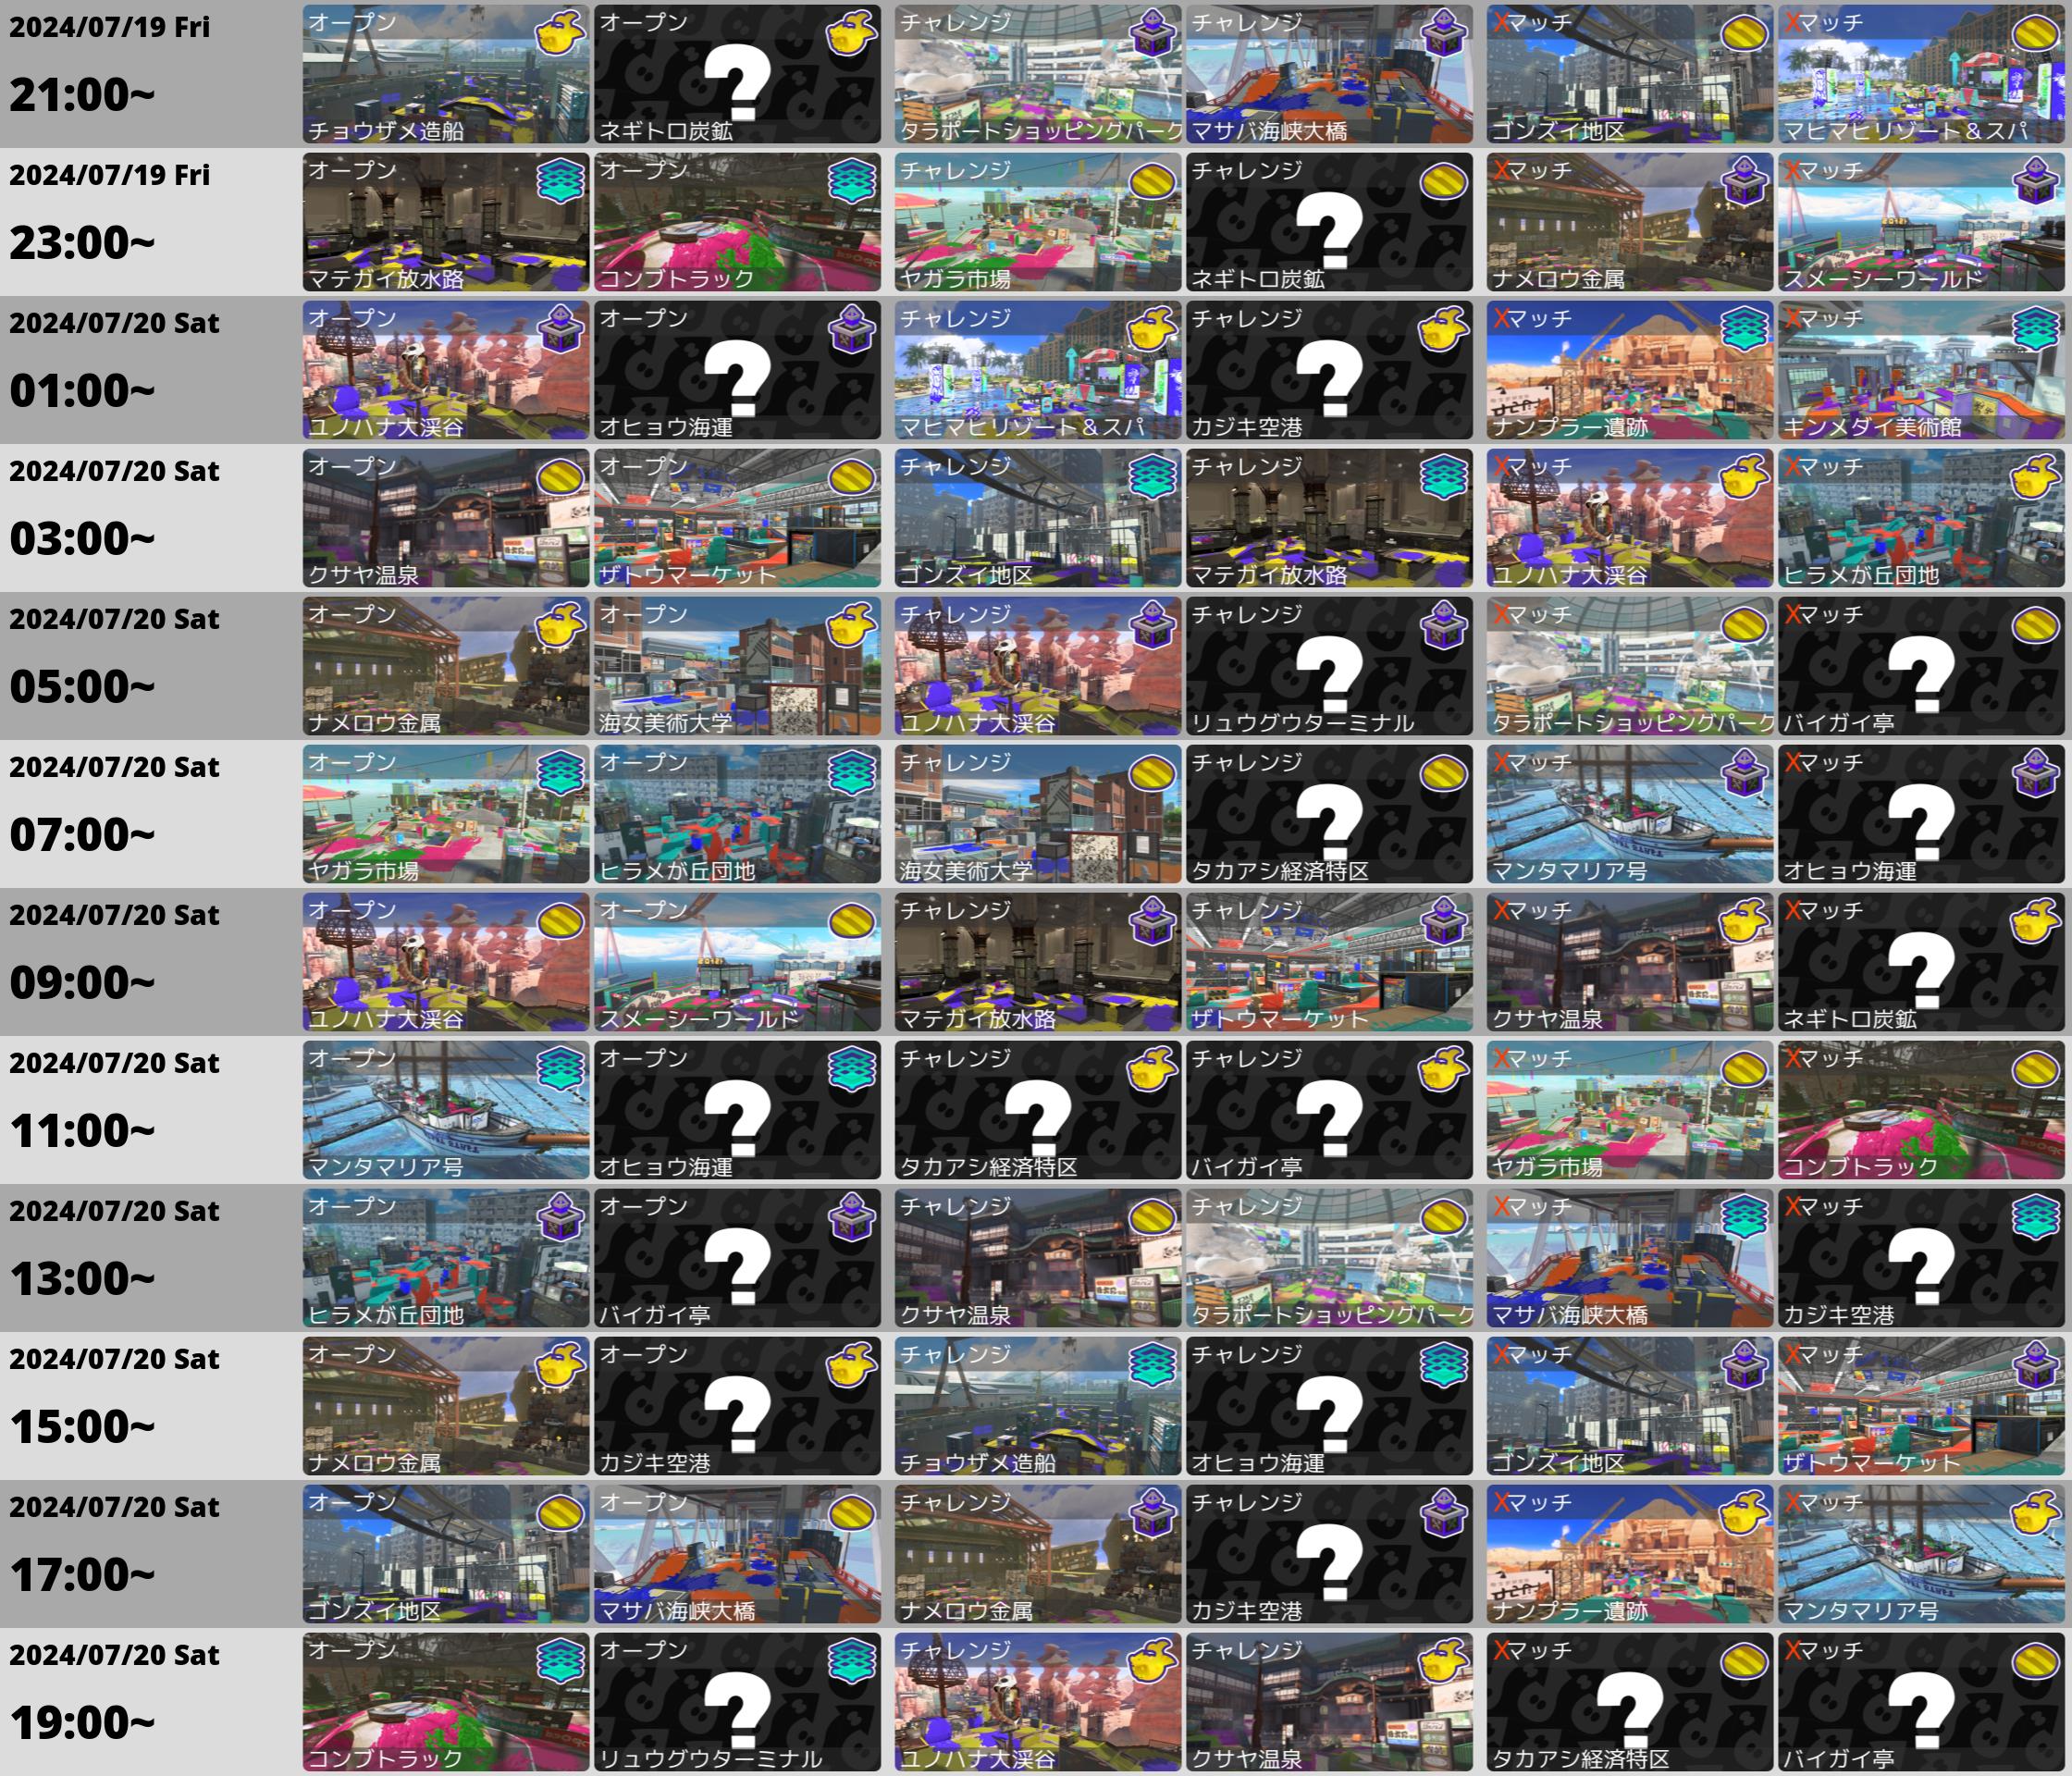 2024/07/19 Fri
21:00~
オープン
チョウザメ造船
オープン
ネギトロ炭鉱
チャレンジ
タラポートショッピングパーク
チャレンジ
マサバ海峡大橋
Xマッチ
ゴンズイ地区
Xマッチ
マヒマヒリゾート＆スパ
2024/07/19 Fri
23:00~
オープン
マテガイ放水路
オープン
コンブトラック
チャレンジ
ヤガラ市場
チャレンジ
ネギトロ炭鉱
Xマッチ
ナメロウ金属
Xマッチ
スメーシーワールド
2024/07/20 Sat
01:00~
オープン
ユノハナ大渓谷
オープン
オヒョウ海運
チャレンジ
マヒマヒリゾート＆スパ
チャレンジ
カジキ空港
Xマッチ
ナンプラー遺跡
Xマッチ
キンメダイ美術館
2024/07/20 Sat
03:00~
オープン
クサヤ温泉
オープン
ザトウマーケット
チャレンジ
ゴンズイ地区
チャレンジ
マテガイ放水路
Xマッチ
ユノハナ大渓谷
Xマッチ
ヒラメが丘団地
2024/07/20 Sat
05:00~
オープン
ナメロウ金属
オープン
海女美術大学
チャレンジ
ユノハナ大渓谷
チャレンジ
リュウグウターミナル
Xマッチ
タラポートショッピングパーク
Xマッチ
バイガイ亭
2024/07/20 Sat
07:00~
オープン
ヤガラ市場
オープン
ヒラメが丘団地
チャレンジ
海女美術大学
チャレンジ
タカアシ経済特区
Xマッチ
マンタマリア号
Xマッチ
オヒョウ海運
2024/07/20 Sat
09:00~
オープン
ユノハナ大渓谷
オープン
スメーシーワールド
チャレンジ
マテガイ放水路
チャレンジ
ザトウマーケット
Xマッチ
クサヤ温泉
Xマッチ
ネギトロ炭鉱
2024/07/20 Sat
11:00~
オープン
マンタマリア号
オープン
オヒョウ海運
チャレンジ
タカアシ経済特区
チャレンジ
バイガイ亭
Xマッチ
ヤガラ市場
Xマッチ
コンブトラック
2024/07/20 Sat
13:00~
オープン
ヒラメが丘団地
オープン
バイガイ亭
チャレンジ
クサヤ温泉
チャレンジ
タラポートショッピングパーク
Xマッチ
マサバ海峡大橋
Xマッチ
カジキ空港
2024/07/20 Sat
15:00~
オープン
ナメロウ金属
オープン
カジキ空港
チャレンジ
チョウザメ造船
チャレンジ
オヒョウ海運
Xマッチ
ゴンズイ地区
Xマッチ
ザトウマーケット
2024/07/20 Sat
17:00~
オープン
ゴンズイ地区
オープン
マサバ海峡大橋
チャレンジ
ナメロウ金属
チャレンジ
カジキ空港
Xマッチ
ナンプラー遺跡
Xマッチ
マンタマリア号
2024/07/20 Sat
19:00~
オープン
コンブトラック
オープン
リュウグウターミナル
チャレンジ
ユノハナ大渓谷
チャレンジ
クサヤ温泉
Xマッチ
タカアシ経済特区
Xマッチ
バイガイ亭